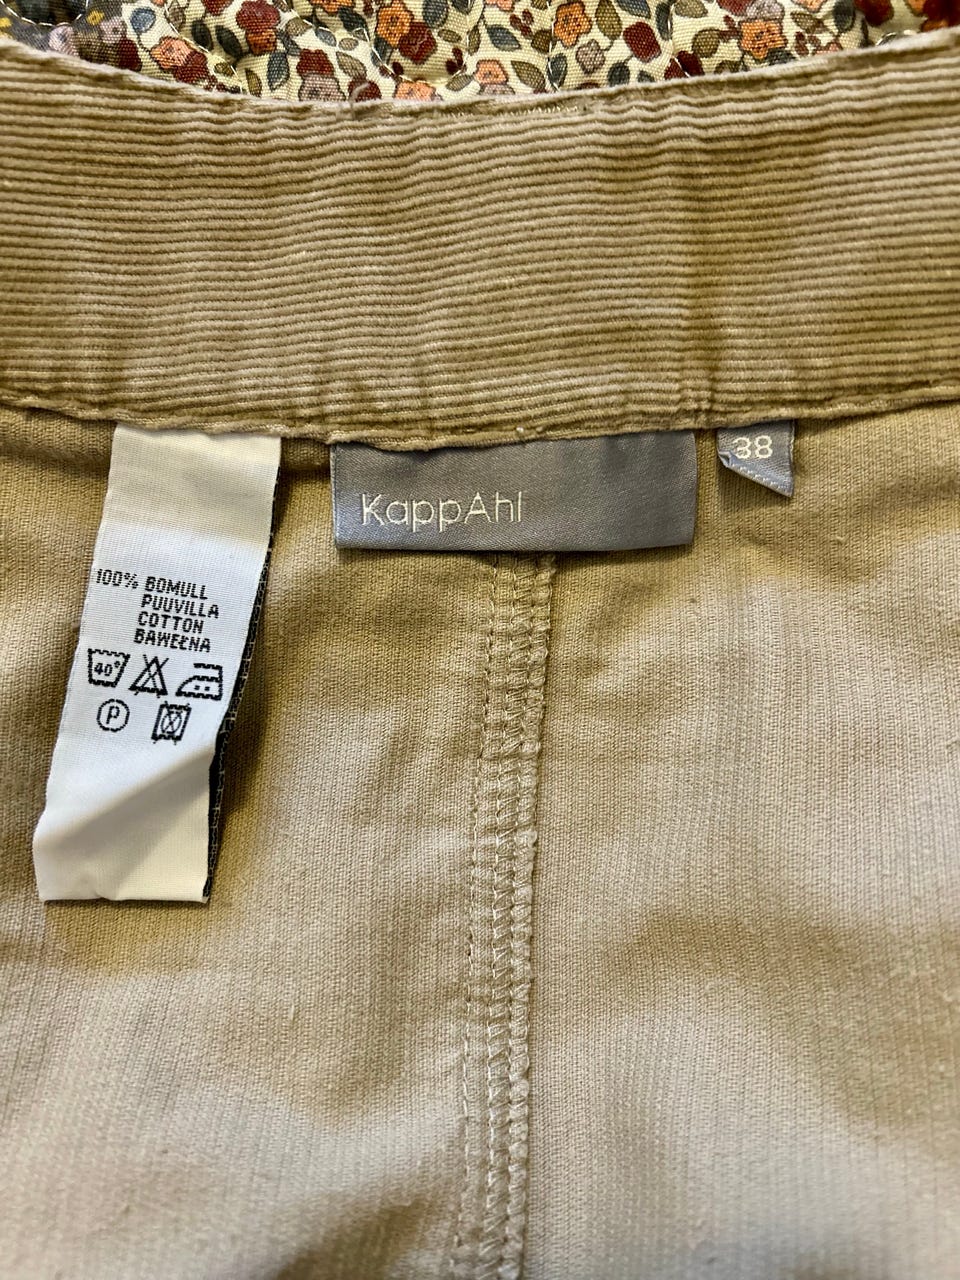 38
KappAhl
100% BOMULL
PUUVILLA
COTTON
BAWEŁNA
40°
P